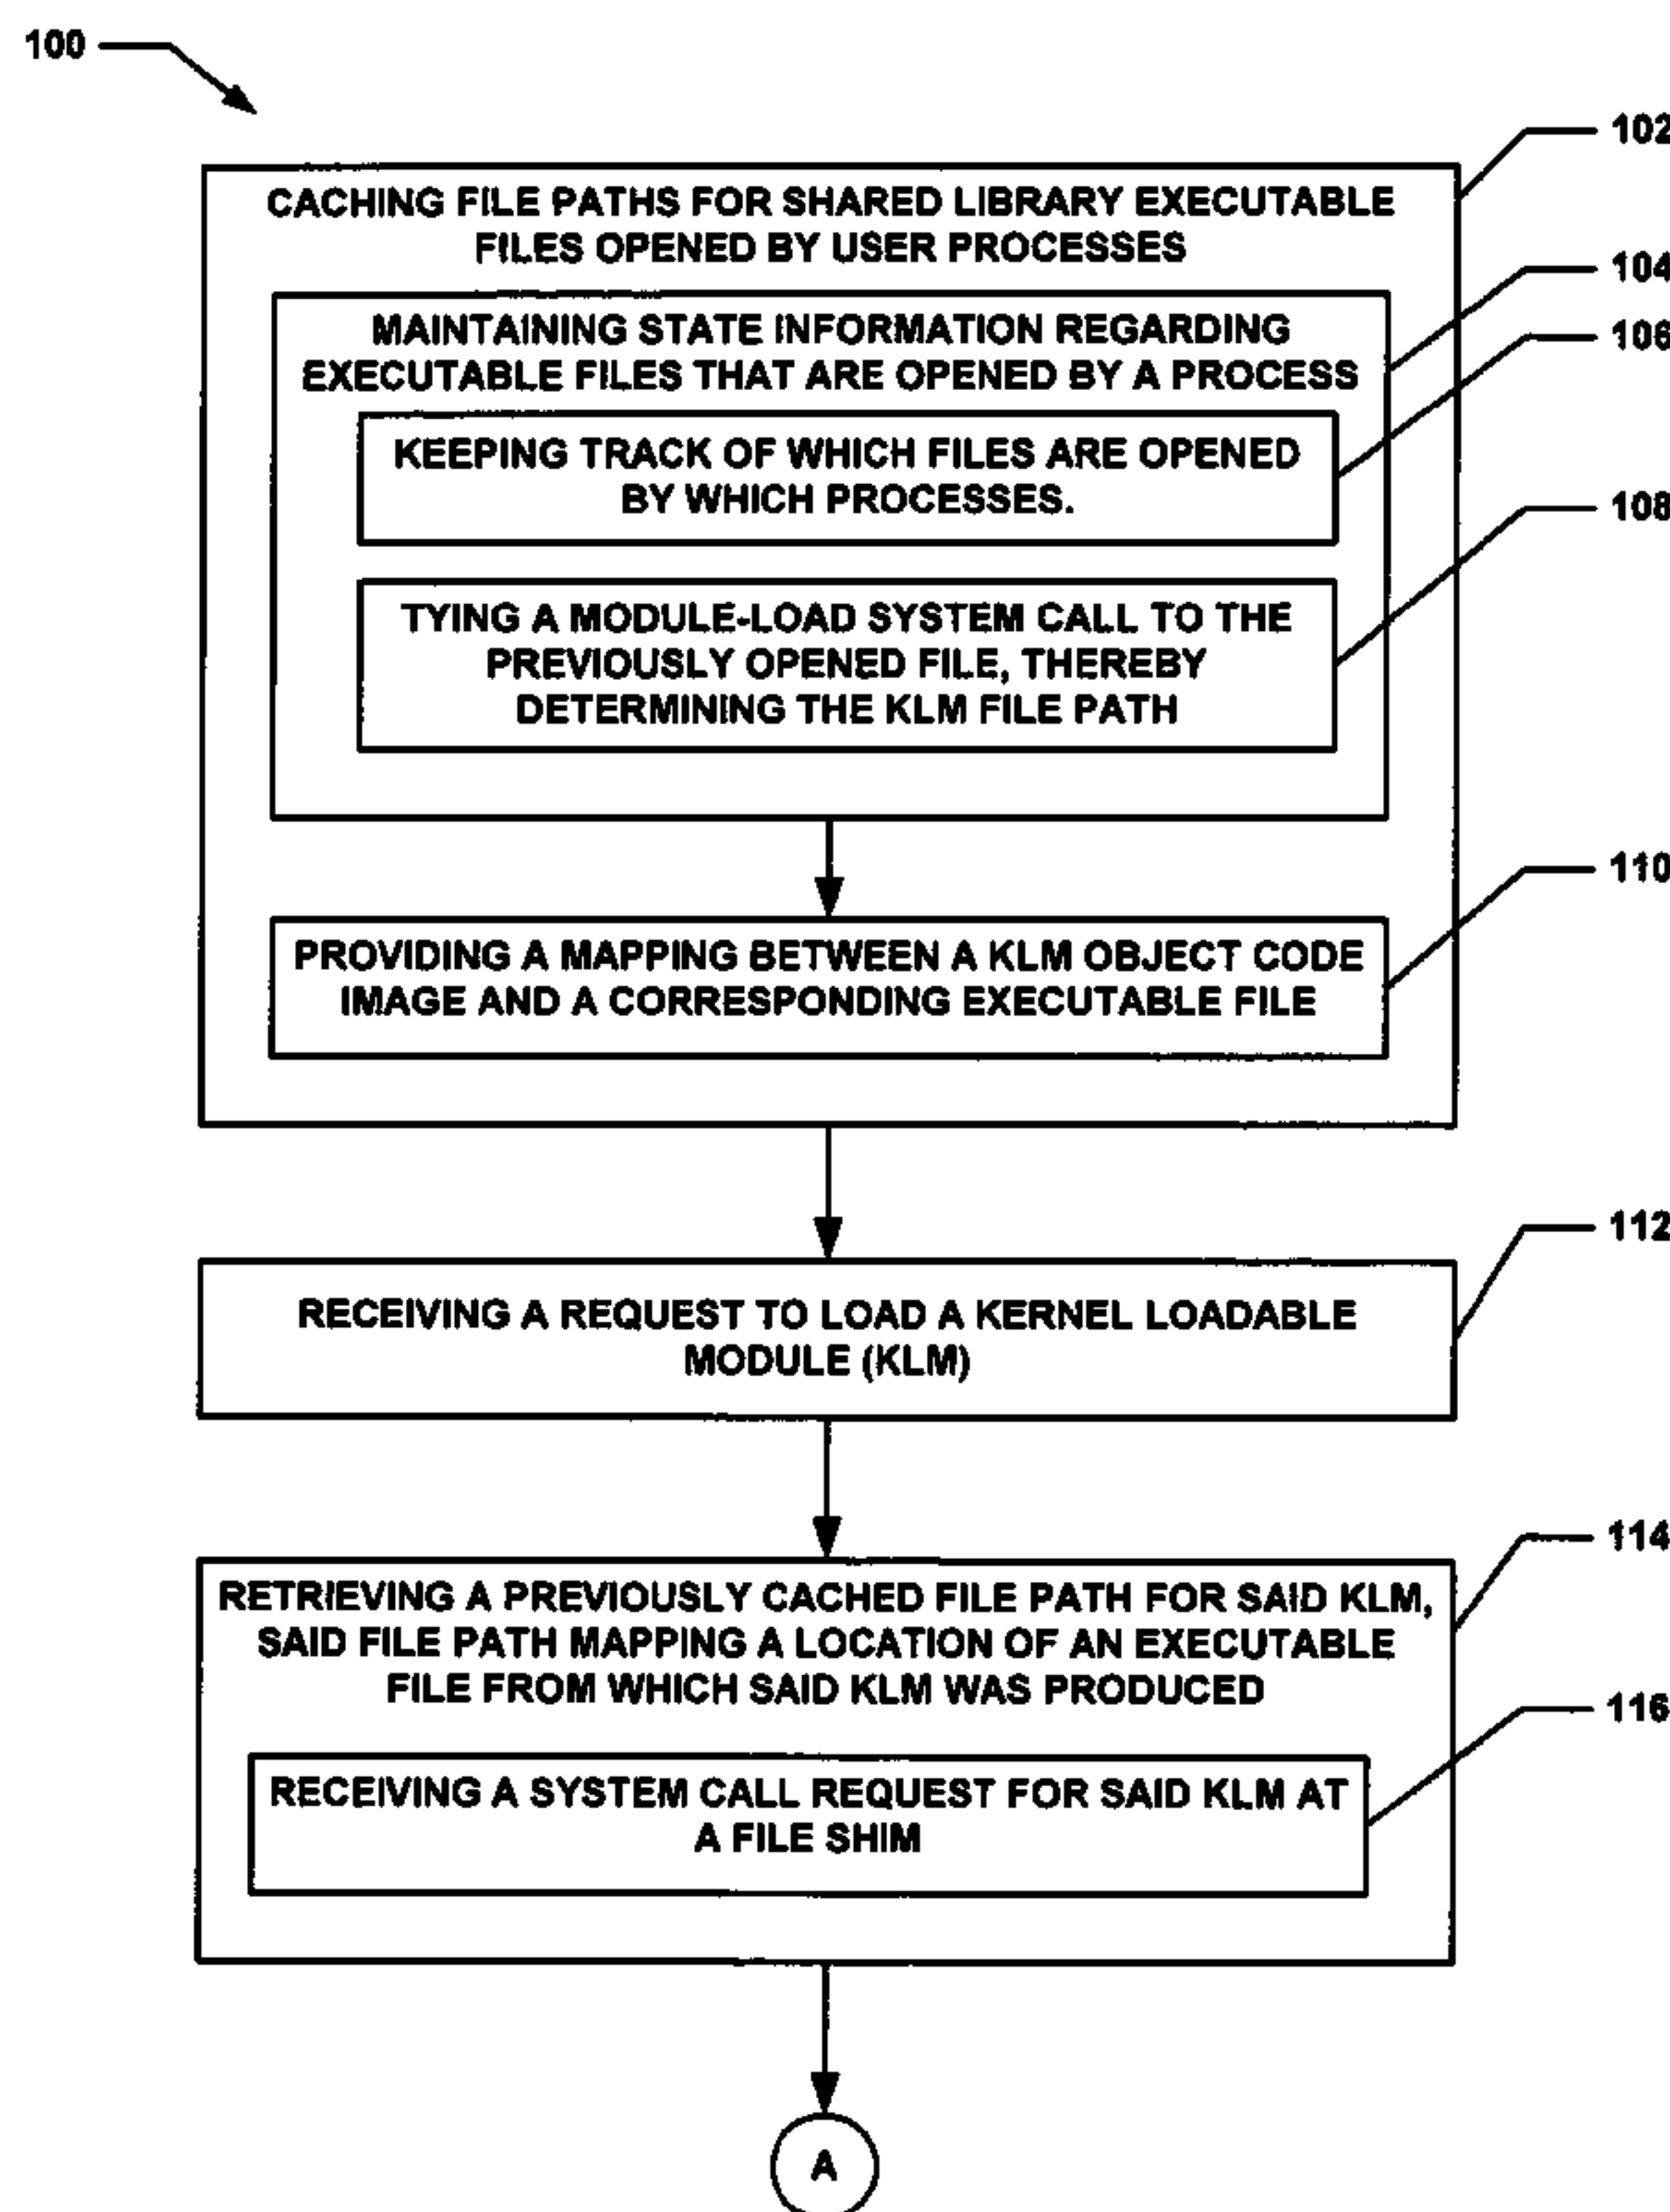 100
102
CACHING FILE PATHS FOR SHARED LIBRARY EXECUTABLE
FILES OPENED BY USER PROCESSES
104
MAINTAINING STATE INFORMATION REGARDING
EXECUTABLE FILES THAT ARE OPENED BY A PROCESS
106
KEEPING TRACK OF WHICH FILES ARE OPENED
BY WHICH PROCESSES.
108
TYING A MODULE-LOAD SYSTEM CALL TO THE
PREVIOUSLY OPENED FILE, THEREBY
DETERMINING THE KLM FILE PATH
110
PROVIDING A MAPPING BETWEEN A KLM OBJECT CODE
IMAGE AND A CORRESPONDING EXECUTABLE FILE
112
RECEIVING A REQUEST TO LOAD A KERNEL LOADABLE
MODULE (KLM)
114
RETRIEVING A PREVIOUSLY CACHED FILE PATH FOR SAID KLM,
SAID FILE PATH MAPPING A LOCATION OF AN EXECUTABLE
FILE FROM WHICH SAID KLM WAS PRODUCED
116
RECEIVING A SYSTEM CALL REQUEST FOR SAID KLM AT
A FILE SHIM
A